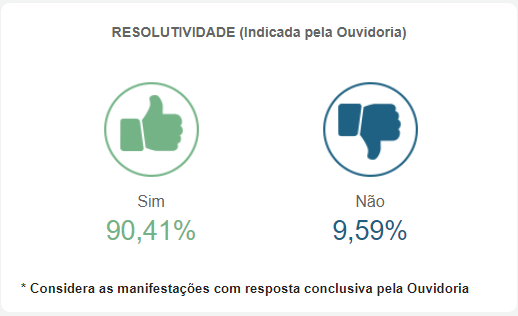 RESOLUTIVIDADE (Indicada pela Ouvidoria)
Sim
Não
90,41%
9,59%
* Considera as manifestações com resposta conclusiva pela Ouvidoria